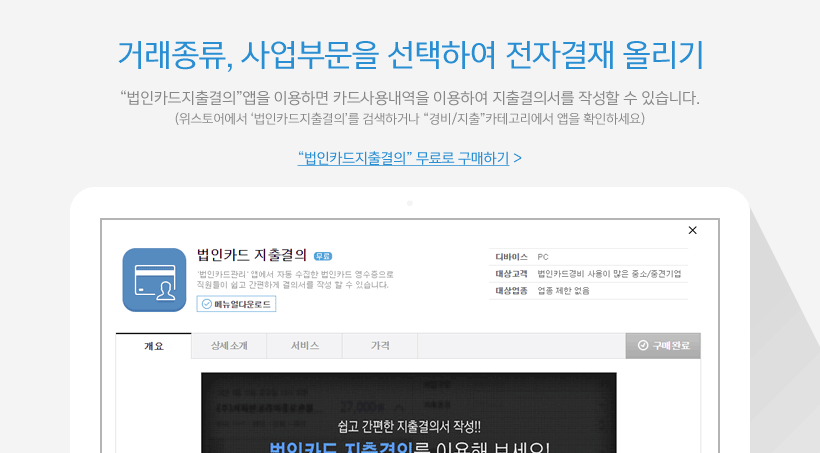 거래종류, 사업부문을 선택하여 전자결재 올리기
“법인카드지출결의”앱을 이용하면 카드사용내역을 이용하여 지출결의서를 작성할 수 있습니다.
(위스토어에서 ‘법인카드지출결의’를 검색하거나 “경비/지출”카테고리에서 앱을 확인하세요)
“법인카드지출결의” 무료로 구매하기 >
법인카드 지출결의 무료
'법인카드관리' 앱에서 자동 수집한 법인카드 영수증으로
직원들이 쉽고 간편하게 결의서를 작성 할 수 있습니다.
메뉴얼다운로드
디바이스 PC
대상고객 법인카드경비 사용이 많은 중소/중견기업
대상업종 업종 제한 없음
개요 상세소개 서비스 가격 구매완료
27,000
쉽고 간편한 지출결의서 작성!!
법인카드 지출결의를 이용해 보세요!